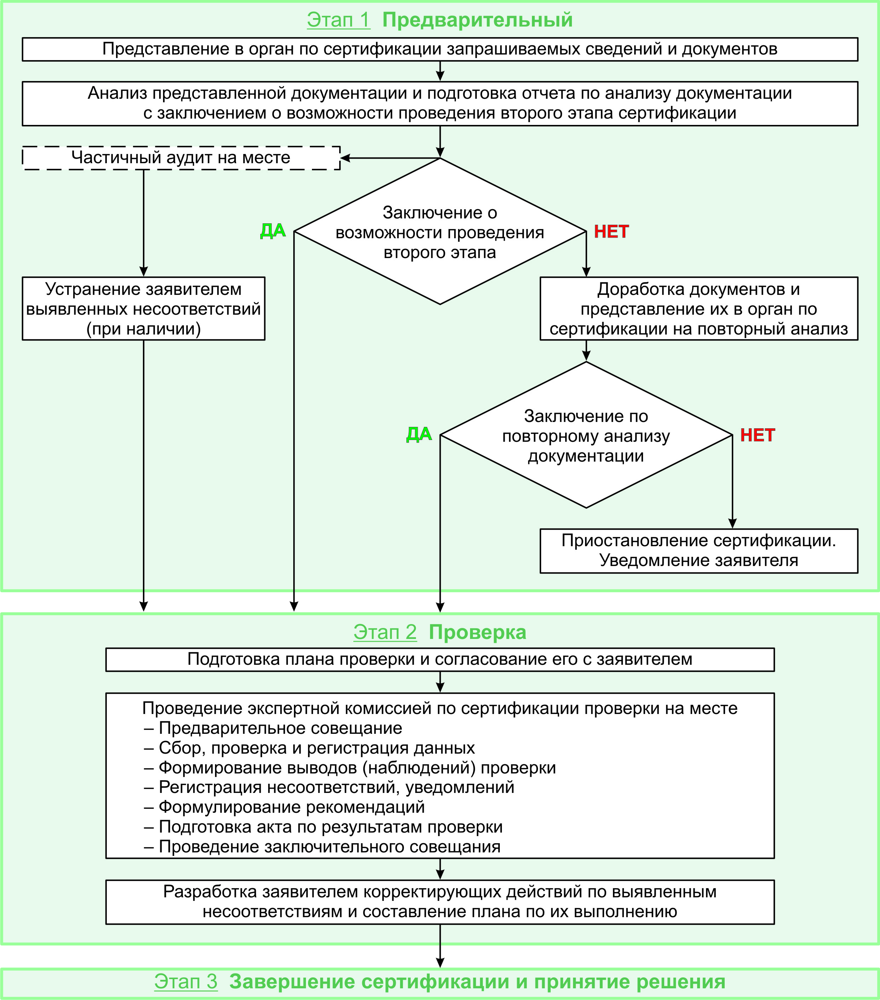 Этап 1 Предварительный
Представление в орган по сертификации запрашиваемых сведений и документов
Анализ представленной документации и подготовка отчета по анализу документации
с заключением о возможности проведения второго этапа сертификации
Частичный аудит на месте
Заключение о
возможности проведения
второго этапа
ДА
НЕТ
Устранение заявителем
выявленных несоответствий
(при наличии)
Доработка документов и
представление их в орган по
сертификации на повторный анализ
Заключение по
повторному анализу
документации
ДА
НЕТ
Приостановление сертификации.
Уведомление заявителя
Этап 2 Проверка
Подготовка плана проверки и согласование его с заявителем
Проведение экспертной комиссией по сертификации проверки на месте
– Предварительное совещание
– Сбор, проверка и регистрация данных
– Формирование выводов (наблюдений) проверки
– Регистрация несоответствий, уведомлений
– Формулирование рекомендаций
– Подготовка акта по результатам проверки
– Проведение заключительного совещания
Разработка заявителем корректирующих действий по выявленным
несоответствиям и составление плана по их выполнению
Этап 3 Завершение сертификации и принятие решения